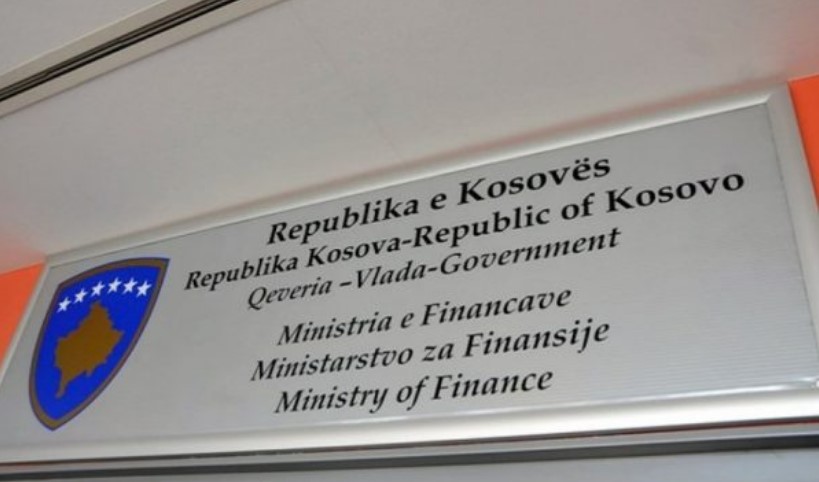 Republika e Kosovës
Republika Kosova-Republic of Kosovo
Qeveria –Vlada-Government
Ministria e Financave
Ministarstvo za Finansije
Ministry of Finance